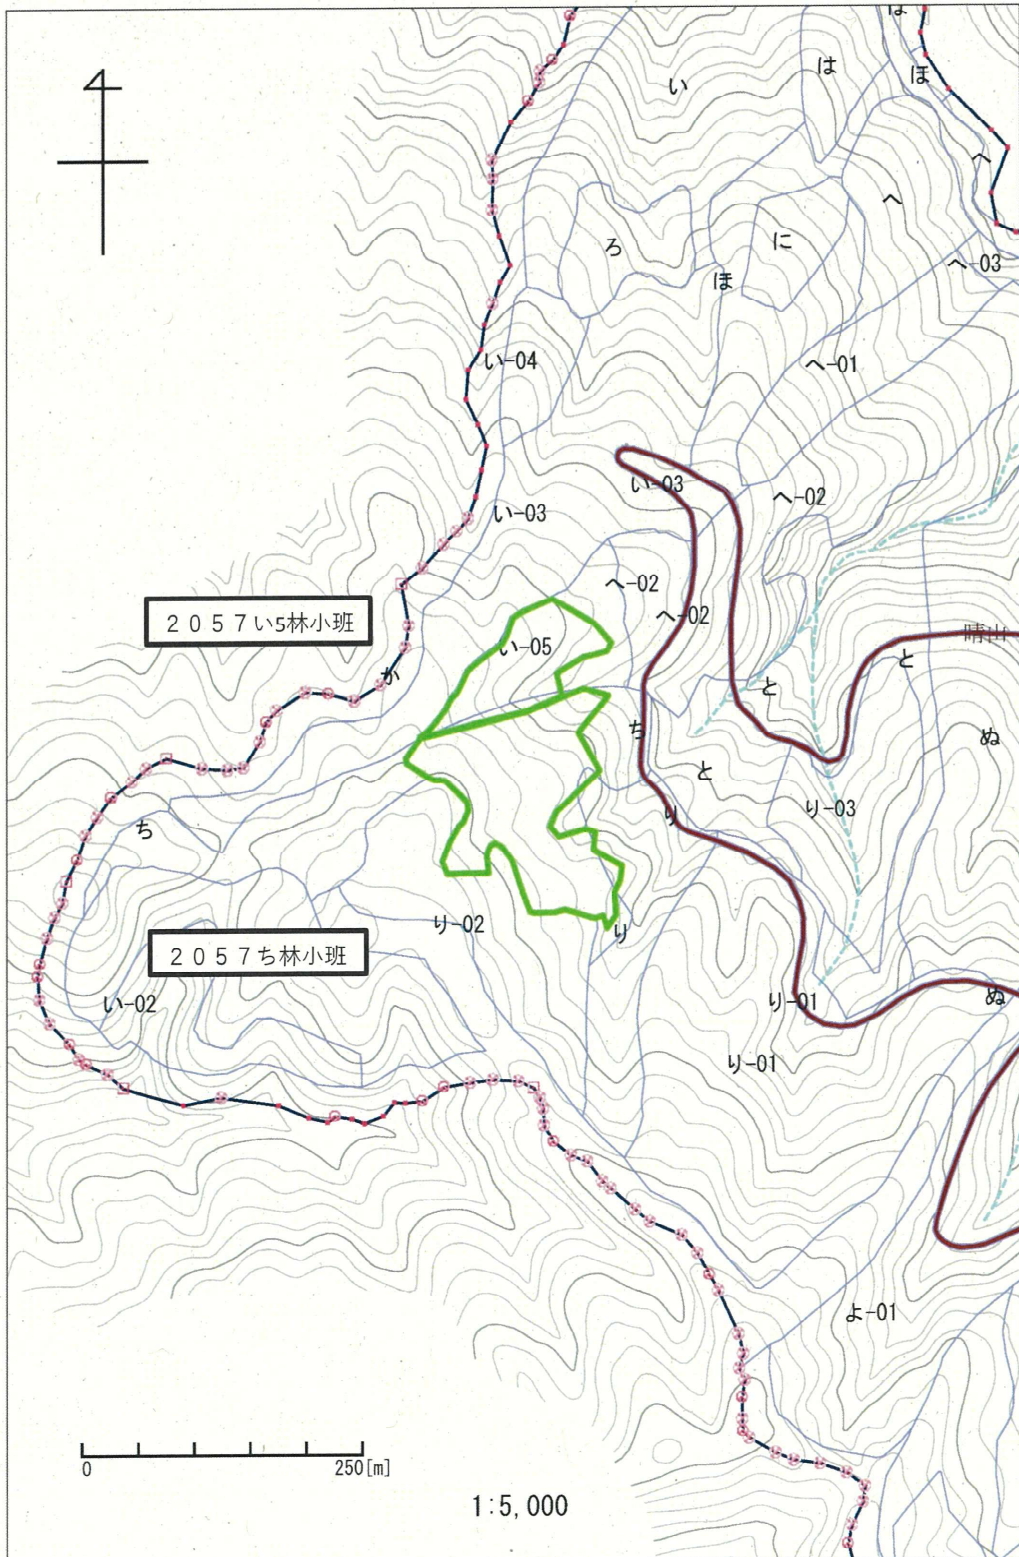 は
い
は
ほ
へ
へ
ろ
に
ほ
へ-03
い-04
へ-01
い-03
へ-02
い-03
へ-02
へ-02
２０５７い5林小班
い-05
晴山
と
か
と
ち
ぬ
と
り
り-03
ち
り-02
り
２０５７ち林小班
い-02
り-01
ぬ
り-01
よ-01
0
250[m]
1:5,000